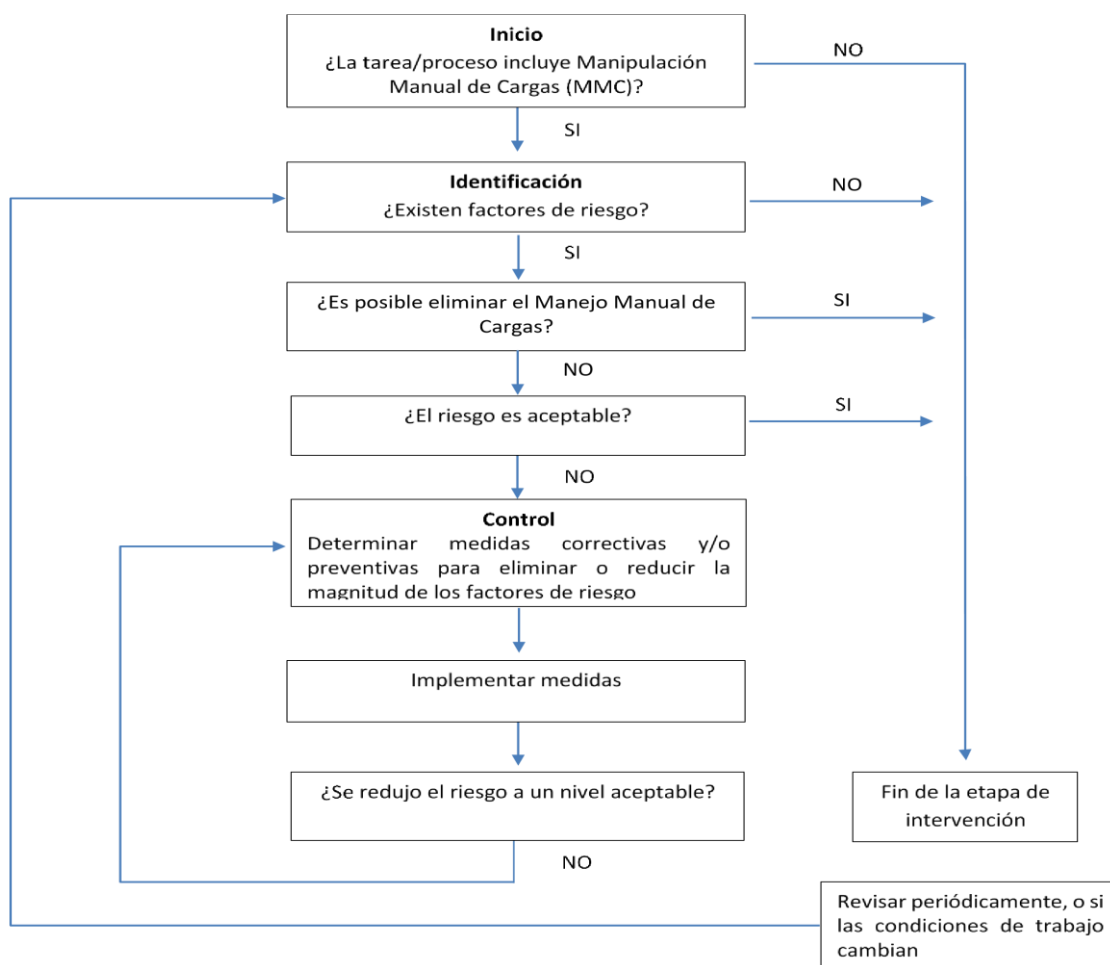 Inicio
¿La tarea/proceso incluye Manipulación
Manual de Cargas (MMC)?
NO
SI
Identificación
¿Existen factores de riesgo?
NO
SI
¿Es posible eliminar el Manejo Manual de
Cargas?
SI
NO
¿El riesgo es aceptable?
SI
NO
Control
Determinar medidas correctivas y/o
preventivas para eliminar o reducir la
magnitud de los factores de riesgo
Implementar medidas
¿Se redujo el riesgo a un nivel aceptable?
NO
Fin de la etapa de
intervención
Revisar periódicamente, o si
las condiciones de trabajo
cambian